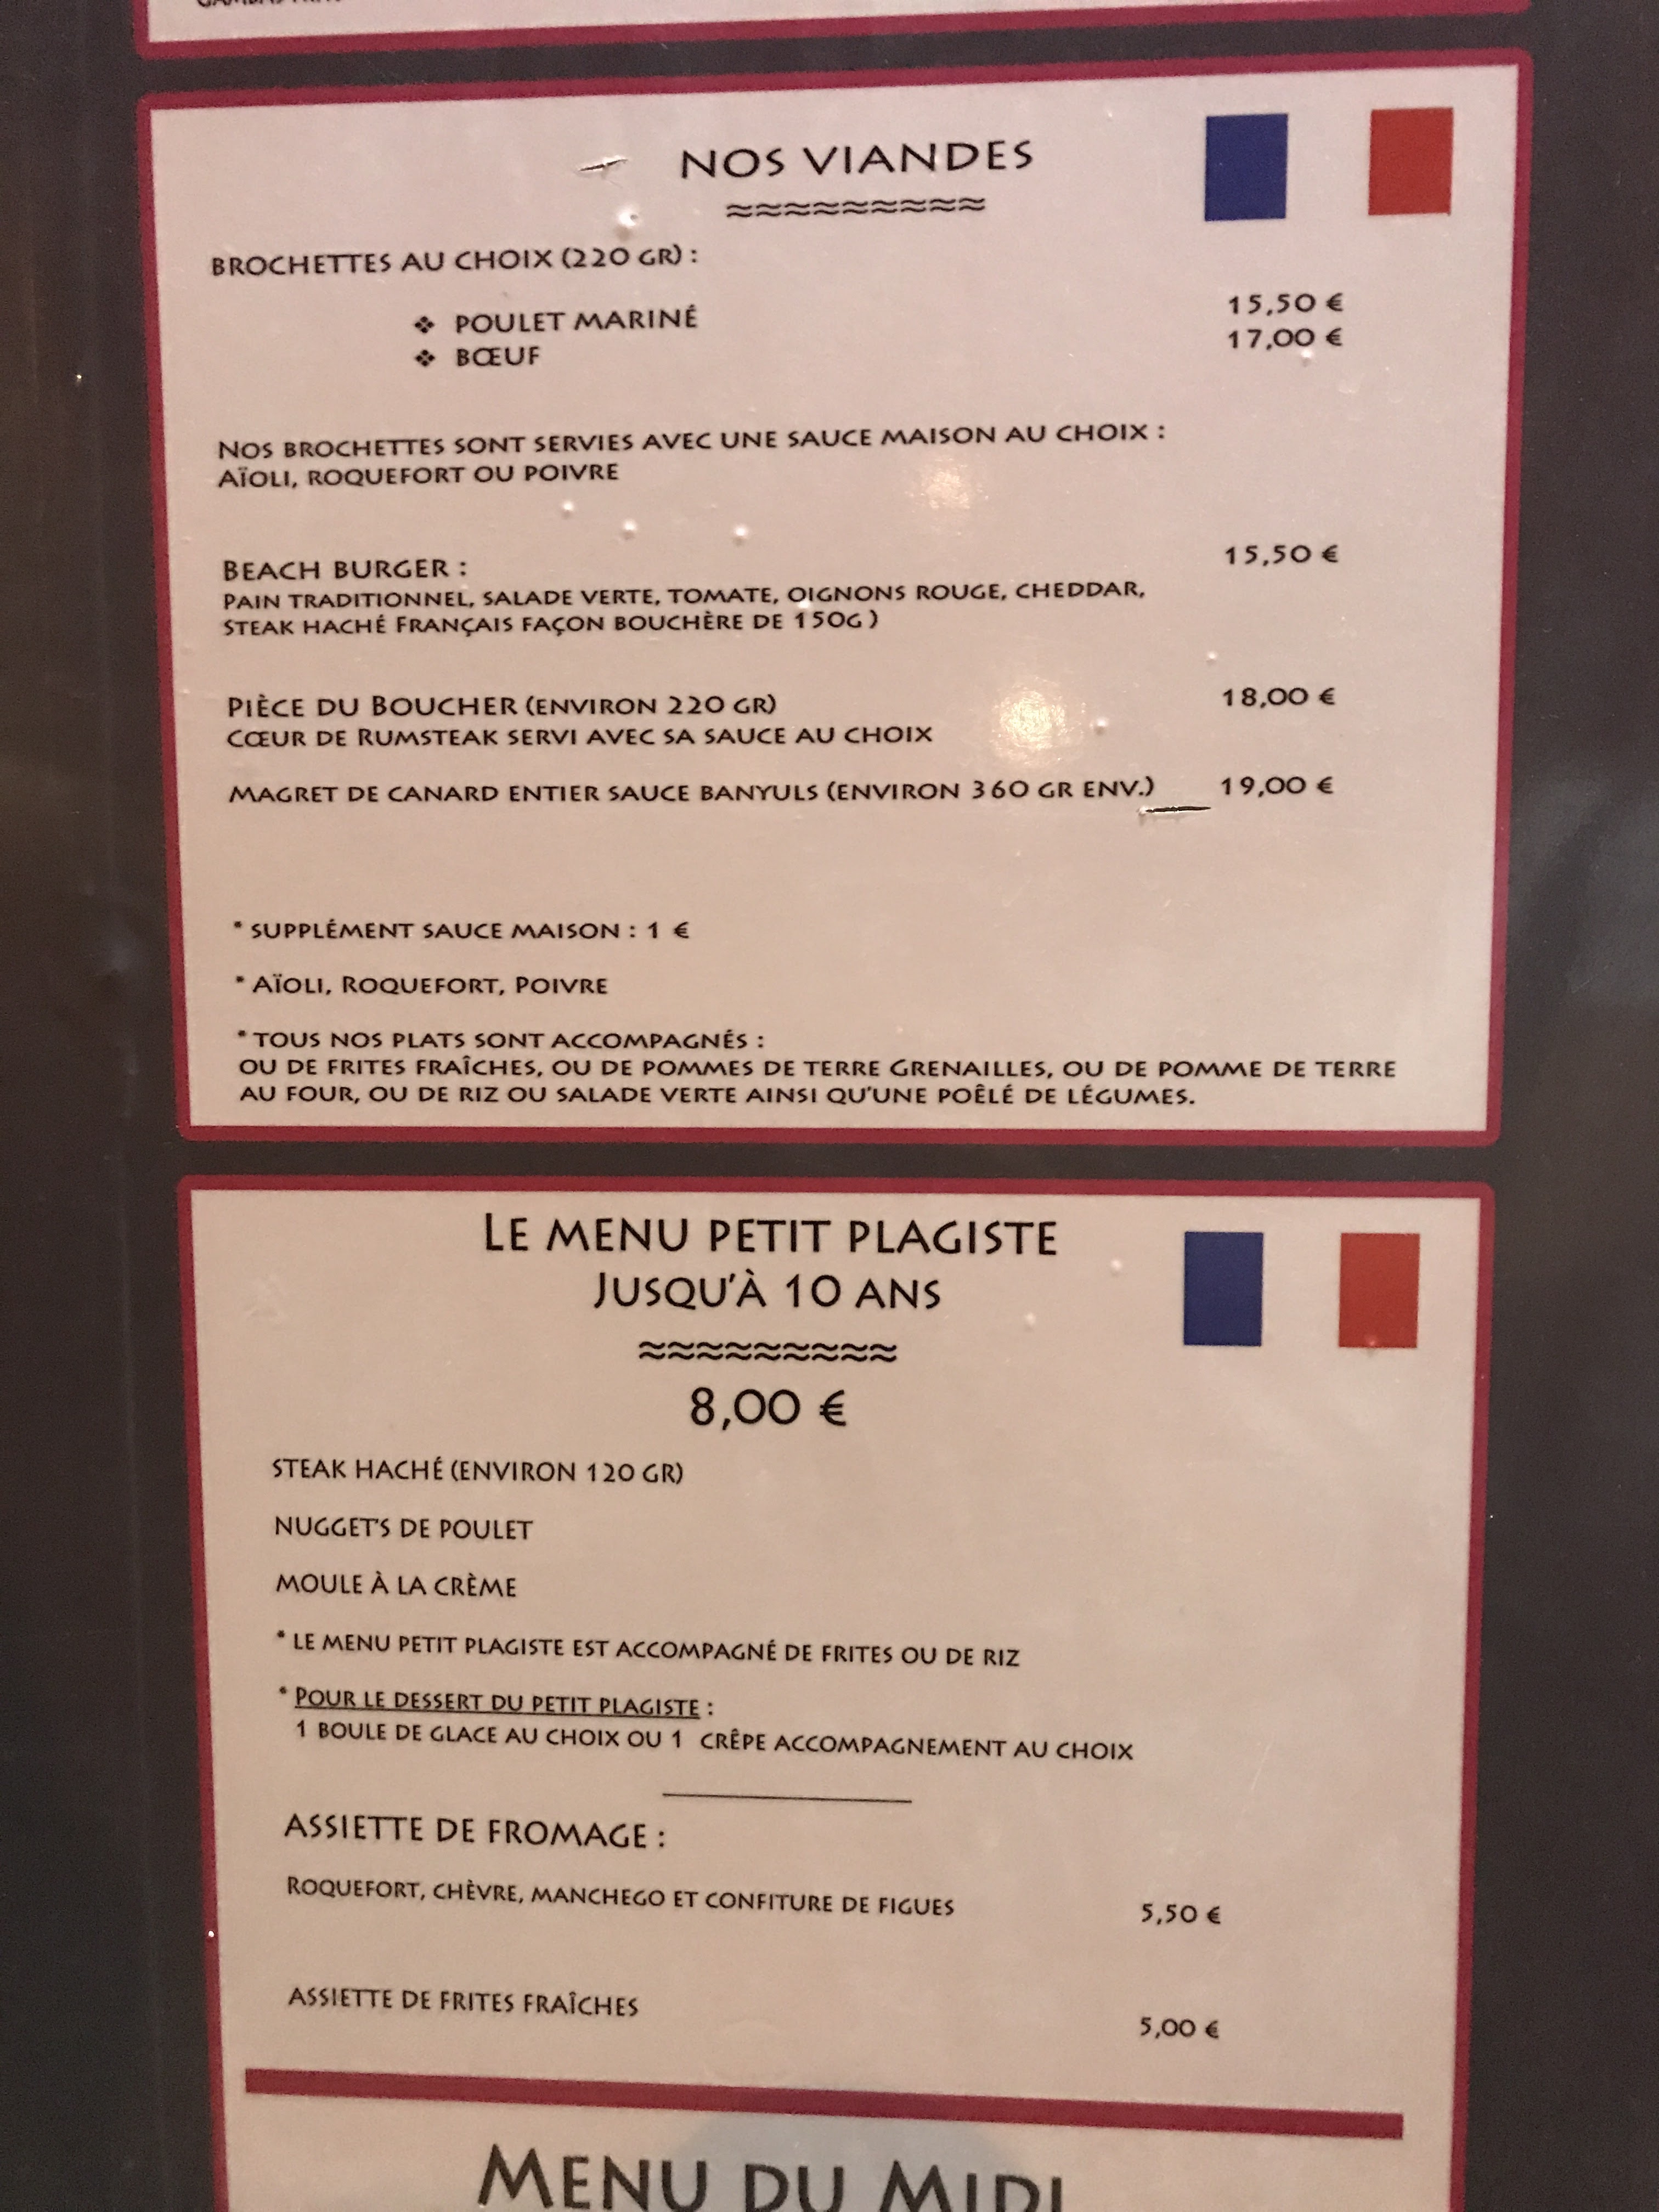 NOS VIANDES
≈≈≈≈≈≈≈≈≈
BROCHETTES AU CHOIX (220 GR) :
❖ POULET MARINÉ 15,50 €
❖ BŒUF 17,00 €
NOS BROCHETTES SONT SERVIES AVEC UNE SAUCE MAISON AU CHOIX :
AÏOLI, ROQUEFORT OU POIVRE
BEACH BURGER : 15,50 €
PAIN TRADITIONNEL, SALADE VERTE, TOMATE, OIGNONS ROUGE, CHEDDAR,
STEAK HACHÉ FRANÇAIS FAÇON BOUCHÈRE DE 150G )
PIÈCE DU BOUCHER (ENVIRON 220 GR) 18,00 €
CŒUR DE RUMSTEAK SERVI AVEC SA SAUCE AU CHOIX
MAGRET DE CANARD ENTIER SAUCE BANYULS (ENVIRON 360 GR ENV.) 19,00 €
* SUPPLÉMENT SAUCE MAISON : 1 €
* AÏOLI, ROQUEFORT, POIVRE
* TOUS NOS PLATS SONT ACCOMPAGNÉS :
OU DE FRITES FRAÎCHES, OU DE POMMES DE TERRE GRENAILLES, OU DE POMME DE TERRE
AU FOUR, OU DE RIZ OU SALADE VERTE AINSI QU'UNE POÊLÉ DE LÉGUMES.
LE MENU PETIT PLAGISTE
JUSQU'À 10 ANS
≈≈≈≈≈≈≈≈≈
8,00 €
STEAK HACHÉ (ENVIRON 120 GR)
NUGGET'S DE POULET
MOULE À LA CRÈME
* LE MENU PETIT PLAGISTE EST ACCOMPAGNÉ DE FRITES OU DE RIZ
* POUR LE DESSERT DU PETIT PLAGISTE :
1 BOULE DE GLACE AU CHOIX OU 1 CRÊPE ACCOMPAGNEMENT AU CHOIX
ASSIETTE DE FROMAGE :
ROQUEFORT, CHÈVRE, MANCHEGO ET CONFITURE DE FIGUES 5,50 €
ASSIETTE DE FRITES FRAÎCHES 5,00 €
MENU DU MIDI